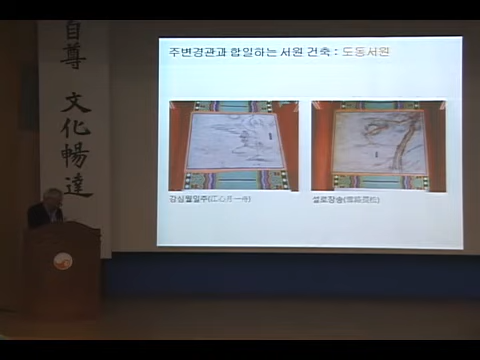 自尊
文化暢達
주변경관과 합일하는 서원 건축 : 도동서원
강심월일주(江心月一舟)
설로장송(雪路長松)